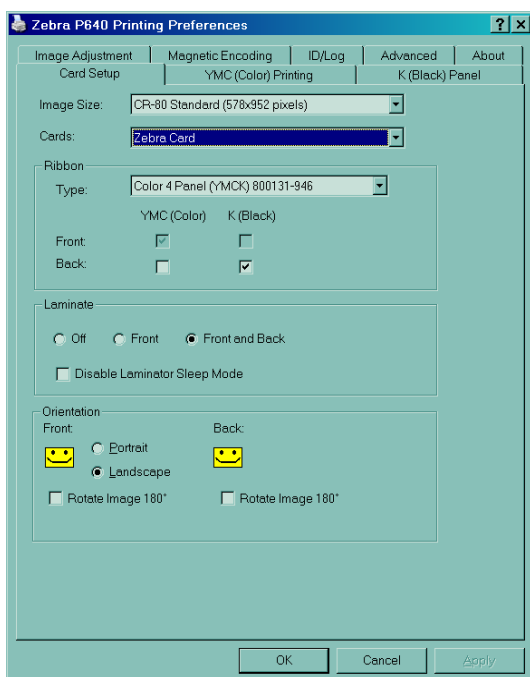 Zebra P640 Printing Preferences
Image Adjustment Magnetic Encoding ID/Log Advanced About
Card Setup YMC (Color) Printing K (Black) Panel
Image Size: CR-80 Standard (578x952 pixels)
Cards: Zebra Card
Ribbon
Type: Color 4 Panel (YMCK) 800131-946
YMC (Color) K (Black)
Front:
Back:
Laminate
Off Front Front and Back
Disable Laminator Sleep Mode
Orientation
Front: Back:
Portrait
Landscape
Rotate Image 180° Rotate Image 180°
OK Cancel Apply